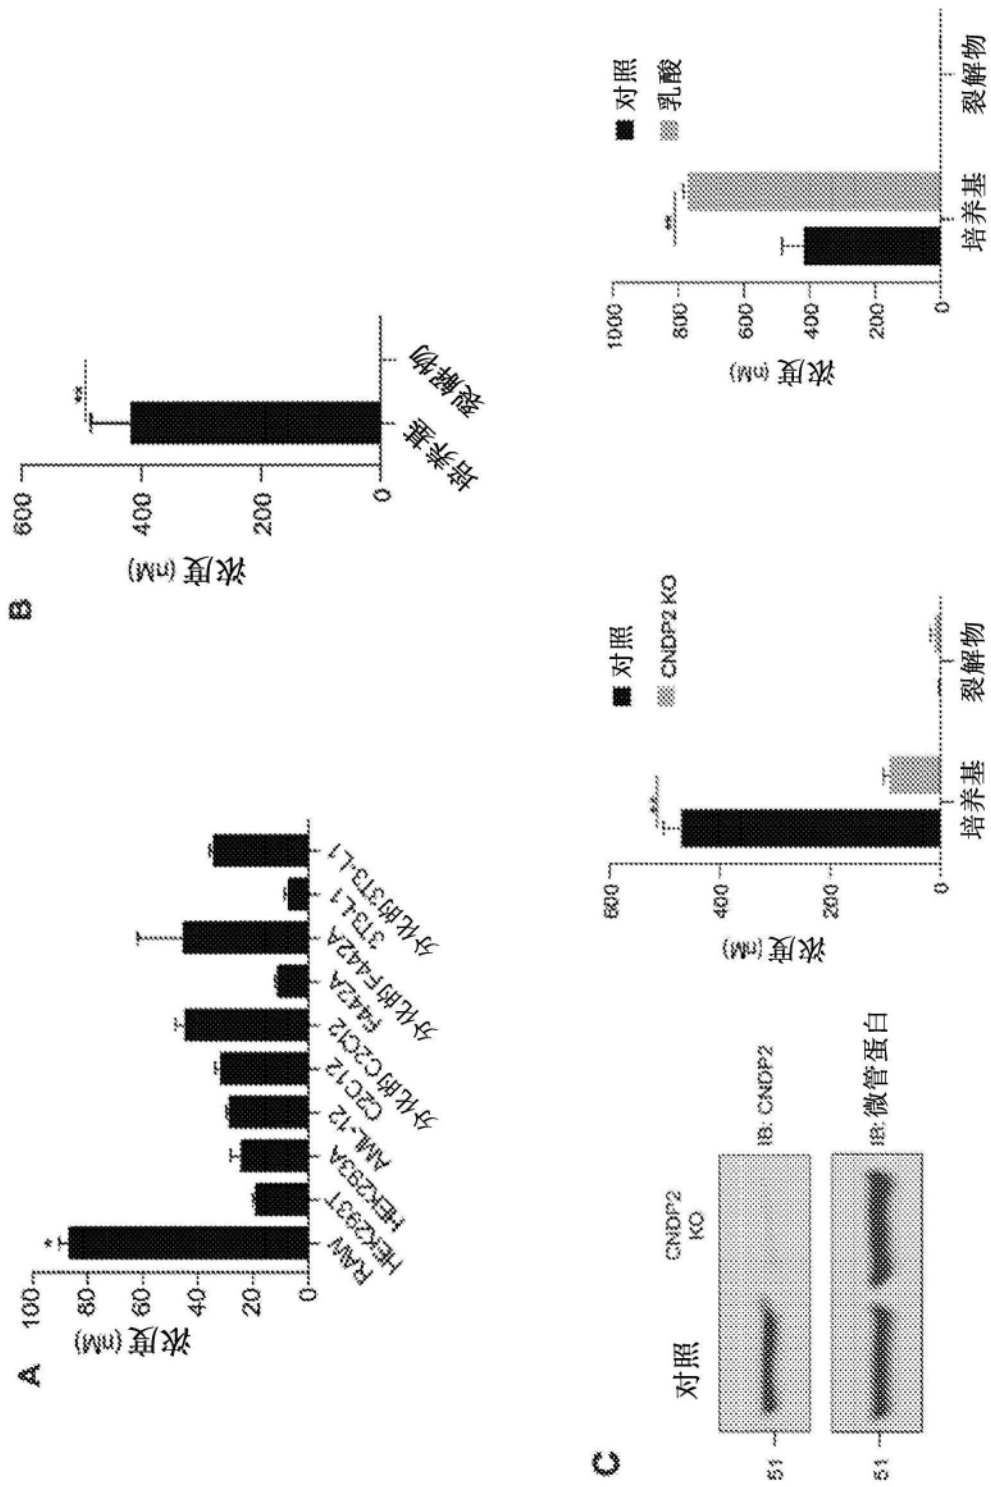 A
浓度 (nM)
100
80
60
40
20
0
*
RAW
HEK293T
HEK293A
AML-12
C2C12
分化的C2C12
F442A
分化的F442A
3T3-L1
分化的3T3-L1
B
浓度 (nM)
600
400
200
0
**
培养基
裂解物
C
对照
CNDP2
KO
51
IB: CNDP2
51
IB: 微管蛋白
浓度 (nM)
600
400
200
0
**
对照
CNDP2 KO
培养基
裂解物
浓度 (nM)
1000
800
600
400
200
0
**
对照
乳酸
培养基
裂解物